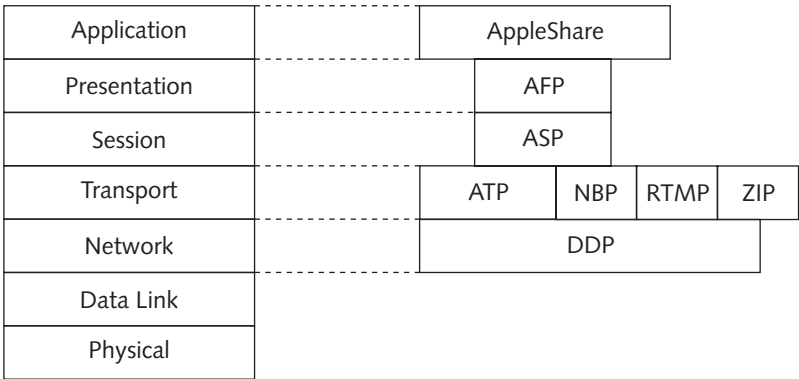 Application AppleShare
Presentation AFP
Session ASP
Transport ATP NBP RTMP ZIP
Network DDP
Data Link
Physical